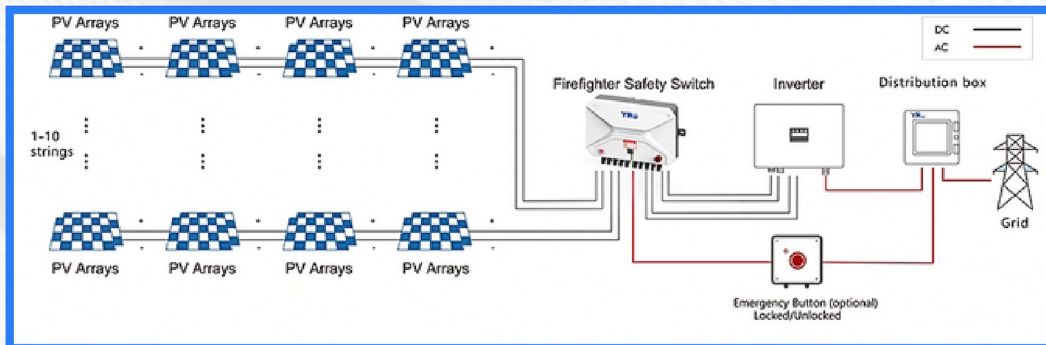 PV Arrays PV Arrays PV Arrays PV Arrays
DC
AC
Firefighter Safety Switch Inverter Distribution box
1-10
strings
Grid
PV Arrays PV Arrays PV Arrays PV Arrays
Emergency Button (optional)
Locked/Unlocked